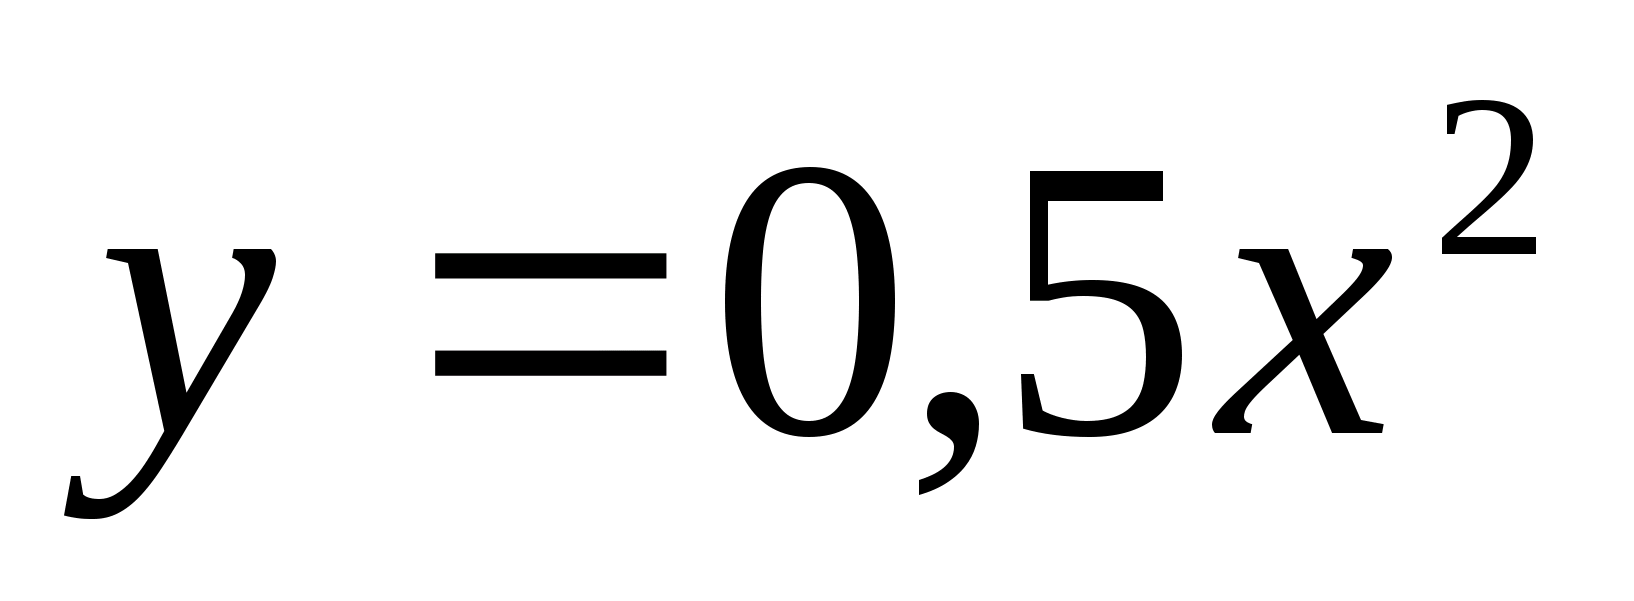 y = 0,5x²